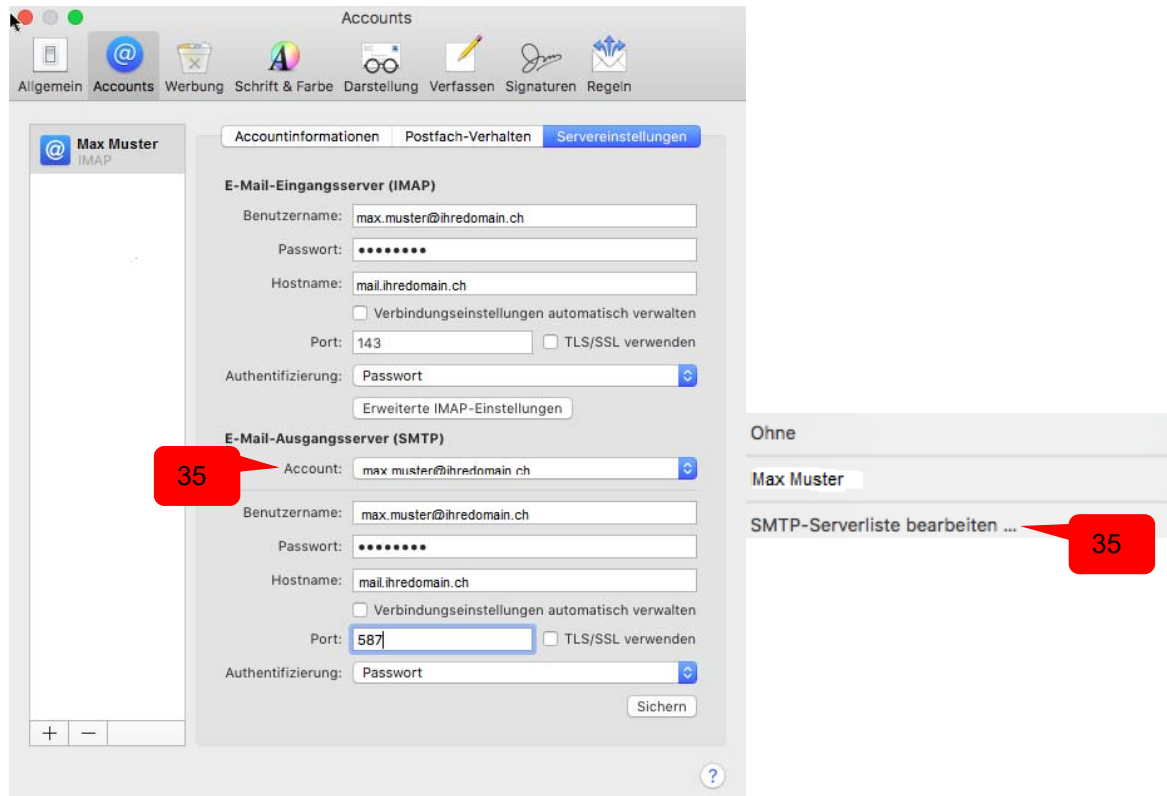 Accounts
Allgemein Accounts Werbung Schrift & Farbe Darstellung Verfassen Signaturen Regeln
Max Muster
IMAP
Accountinformationen Postfach-Verhalten Servereinstellungen
E-Mail-Eingangsserver (IMAP)
Benutzername: max.muster@ihredomain.ch
Passwort: ••••••••
Hostname: mail.ihredomain.ch
Verbindungseinstellungen automatisch verwalten
Port: 143 TLS/SSL verwenden
Authentifizierung: Passwort
Erweiterte IMAP-Einstellungen
E-Mail-Ausgangsserver (SMTP)
35 Account: max.muster@ihredomain.ch
Benutzername: max.muster@ihredomain.ch
Passwort: ••••••••
Hostname: mail.ihredomain.ch
Verbindungseinstellungen automatisch verwalten
Port: 587 TLS/SSL verwenden
Authentifizierung: Passwort
Sichern
+ −
?
Ohne
Max Muster
SMTP-Serverliste bearbeiten ...
35